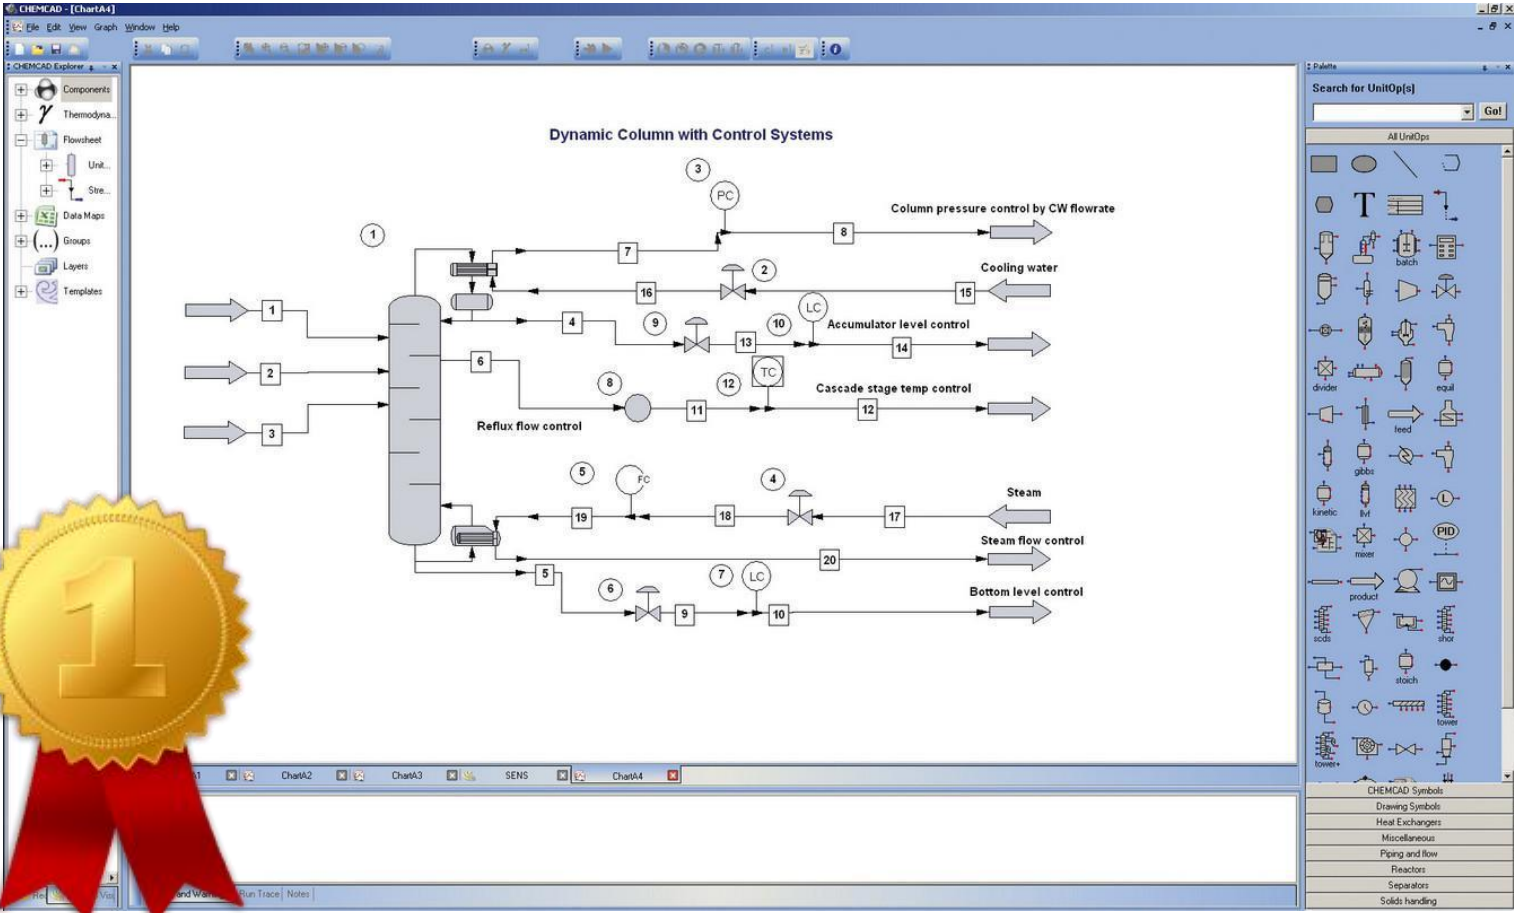 CHEMCAD - [ChartA4]
File Edit View Graph Window Help
CHEMCAD Explorer
Components
Thermodyna...
Flowsheet
Unit...
Stre...
Data Maps
Groups
Layers
Templates
Dynamic Column with Control Systems
3
PC
1
Column pressure control by CW flowrate
7
8
Cooling water
2
16
15
1
4
9
10
LC
Accumulator level control
13
14
6
TC
2
8
12
Cascade stage temp control
11
12
Reflux flow control
3
5
FC
4
Steam
19
18
17
Steam flow control
20
5
6
7
LC
Bottom level control
9
10
1
ChartA2
ChartA3
SENS
ChartA4
Run Trace
Notes
Palette
Search for UnitOp(s)
Go!
All UnitOps
T
batch
divider
equil
feed
gibbs
kinetic
llvf
L
PID
mixer
product
scds
shor
stoich
tower
tower+
CHEMCAD Symbols
Drawing Symbols
Heat Exchangers
Miscellaneous
Piping and flow
Reactors
Separators
Solids handling